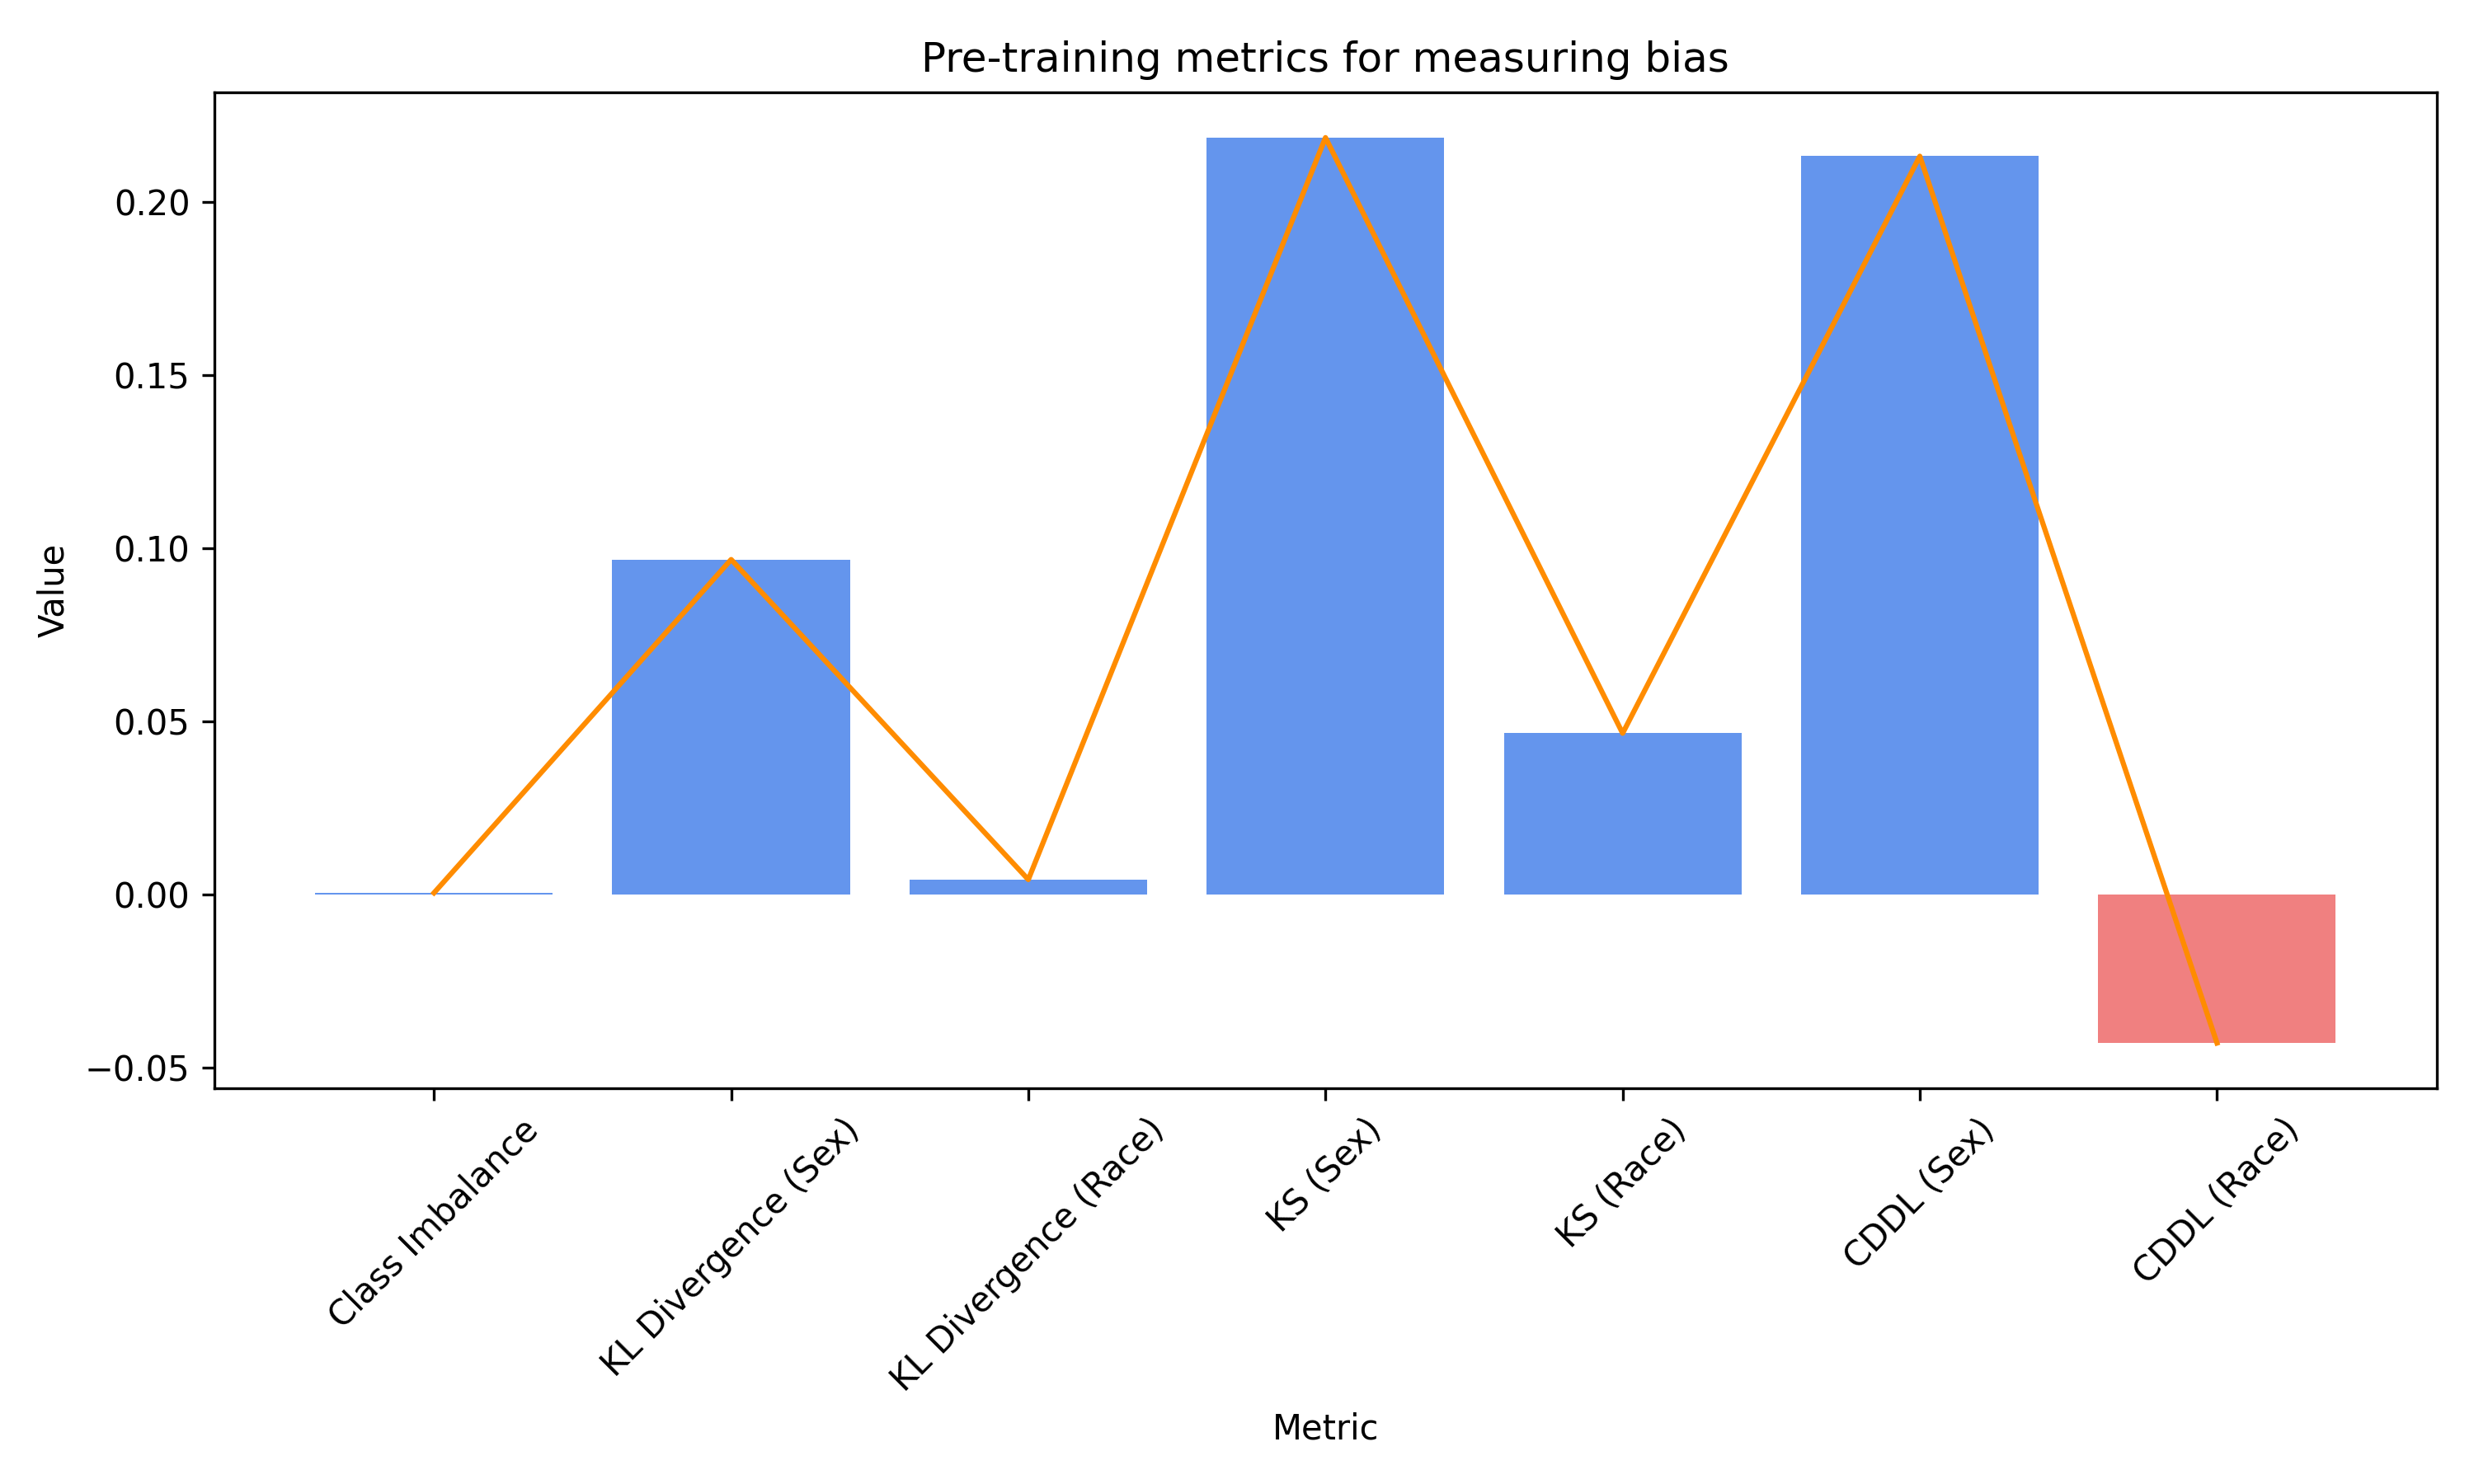 Pre-training metrics for measuring bias
Value
0.20
0.15
0.10
0.05
0.00
−0.05
Class Imbalance
KL Divergence (Sex)
KL Divergence (Race)
KS (Sex)
KS (Race)
CDDL (Sex)
CDDL (Race)
Metric